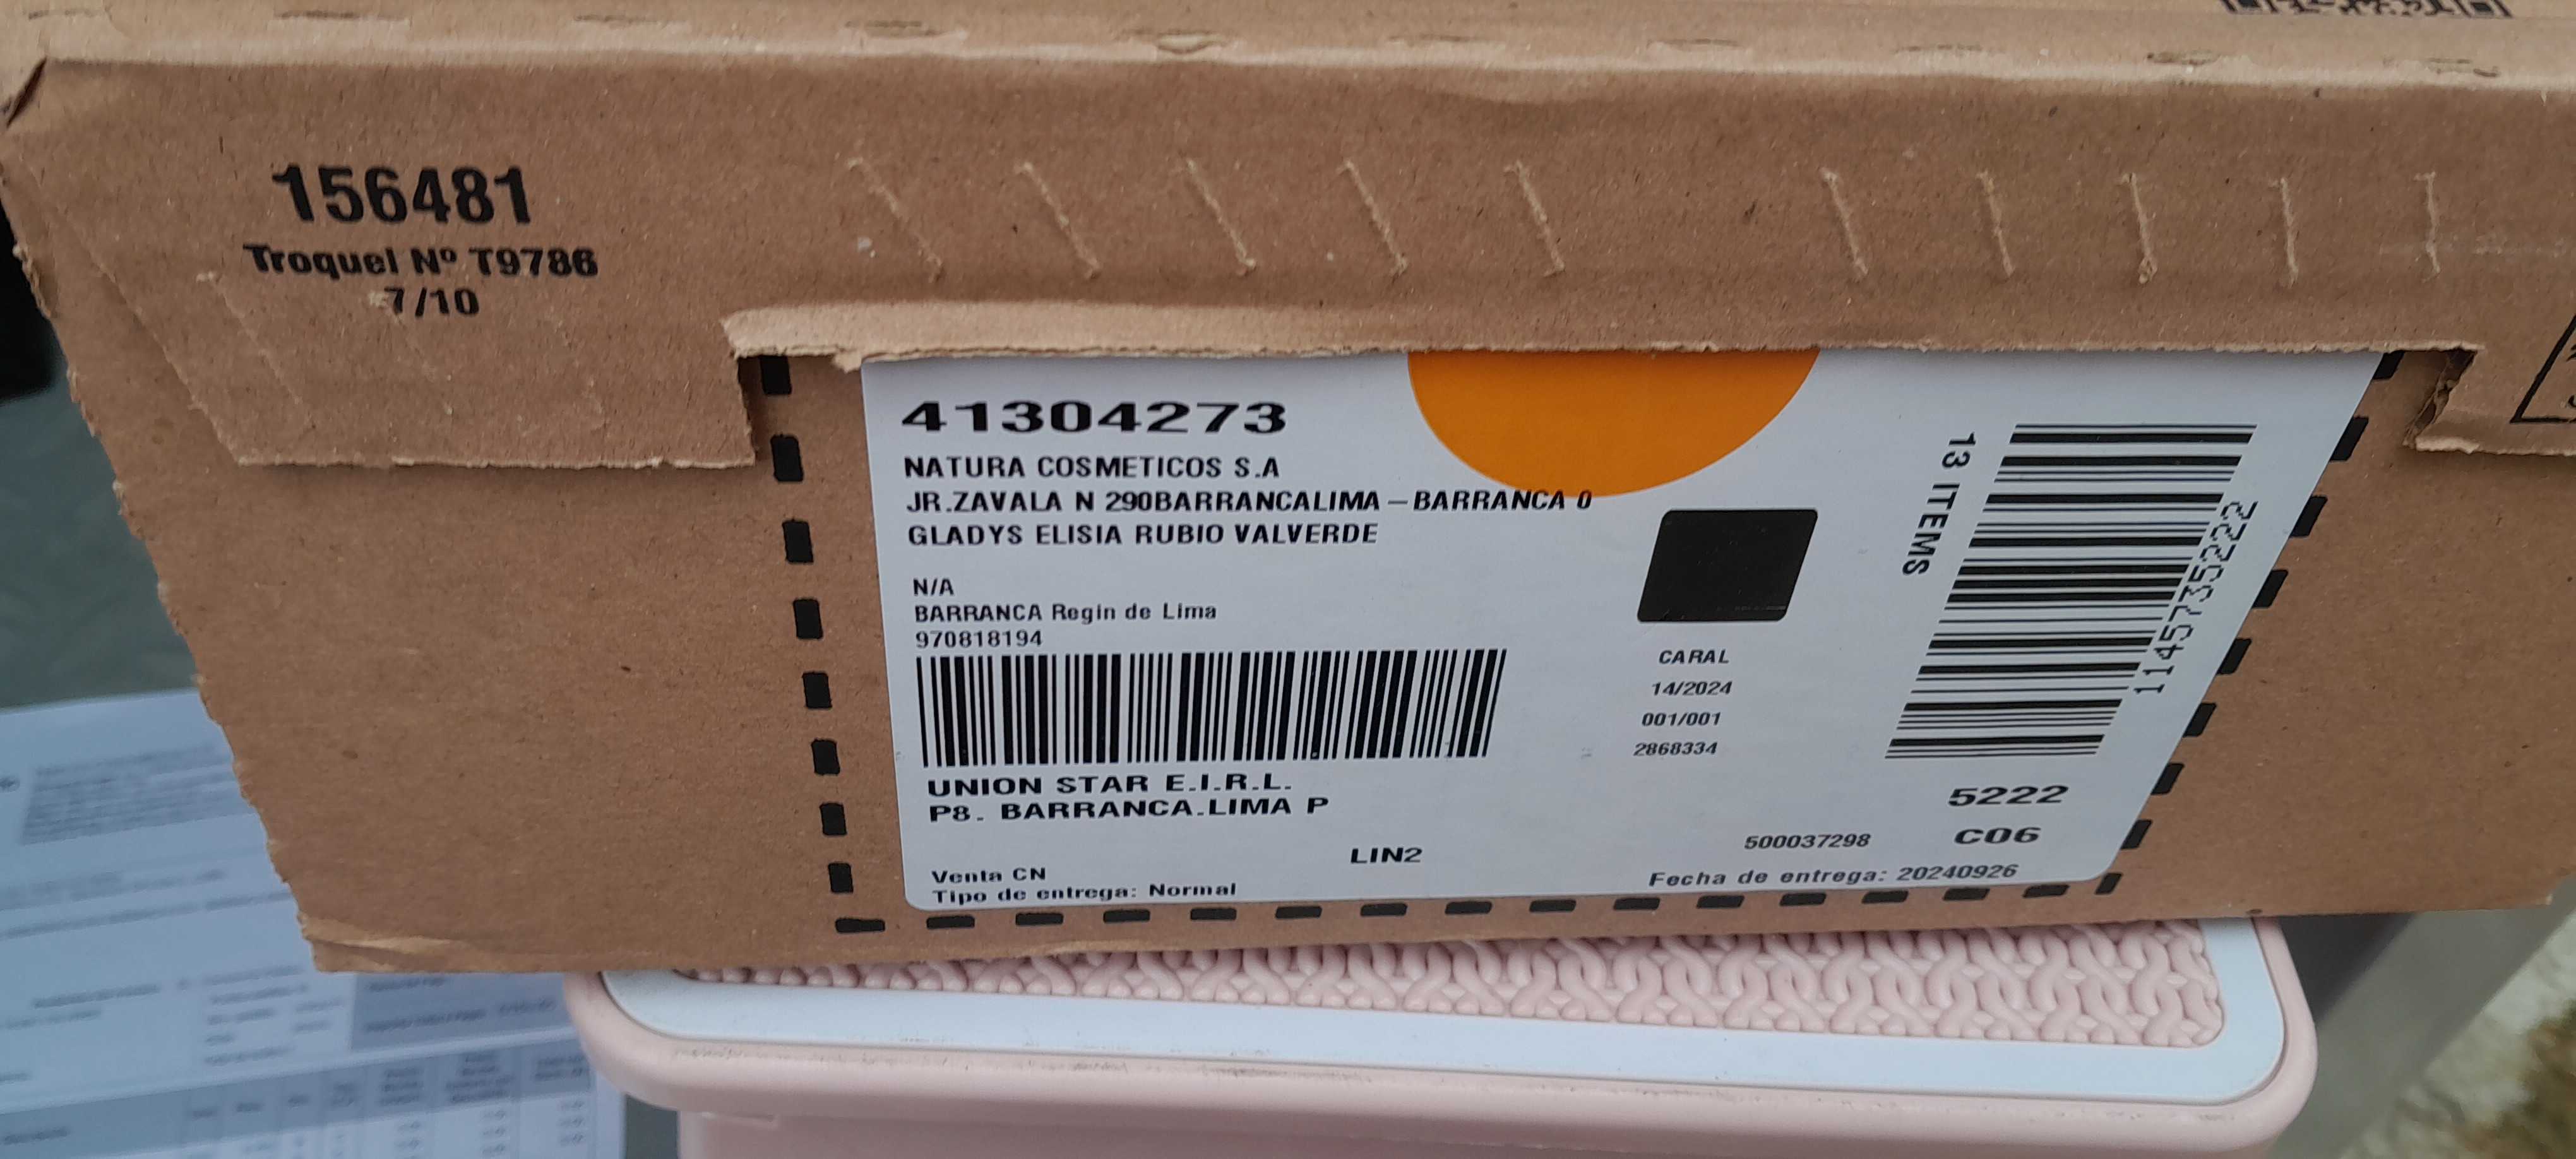 156481
Troquel Nº T9786
7/10
41304273
NATURA COSMETICOS S.A
JR.ZAVALA N 290BARRANCALIMA – BARRANCA 0
GLADYS ELISIA RUBIO VALVERDE
N/A
BARRANCA Regin de Lima
970818194
UNION STAR E.I.R.L.
P8. BARRANCA.LIMA P
LIN2
Venta CN
Tipo de entrega: Normal
CARAL
14/2024
001/001
2868334
13 ITEMS
1145735222
5222
C06
500037298
Fecha de entrega: 20240926